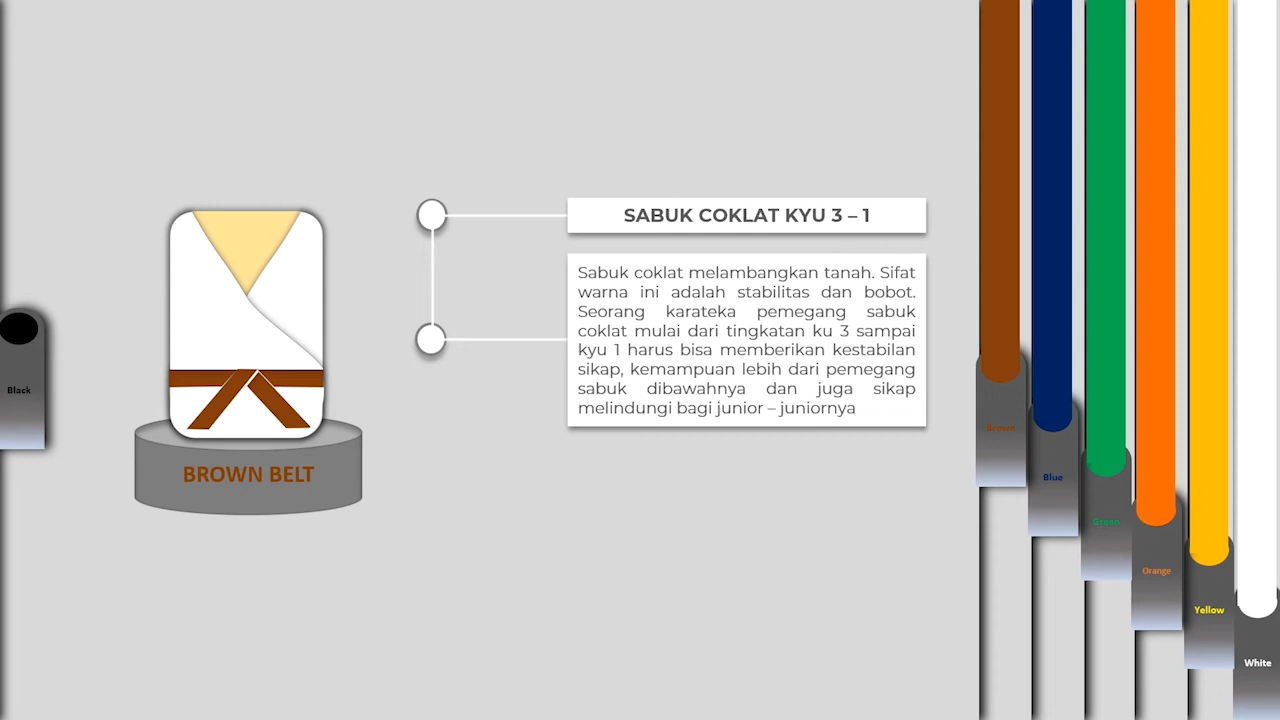 SABUK COKLAT KYU 3 – 1
Sabuk coklat melambangkan tanah. Sifat
warna ini adalah stabilitas dan bobot.
Seorang karateka pemegang sabuk
coklat mulai dari tingkatan ku 3 sampai
kyu 1 harus bisa memberikan kestabilan
sikap, kemampuan lebih dari pemegang
sabuk dibawahnya dan juga sikap
melindungi bagi junior – juniornya
Black
BROWN BELT
Brown
Blue
Green
Orange
Yellow
White